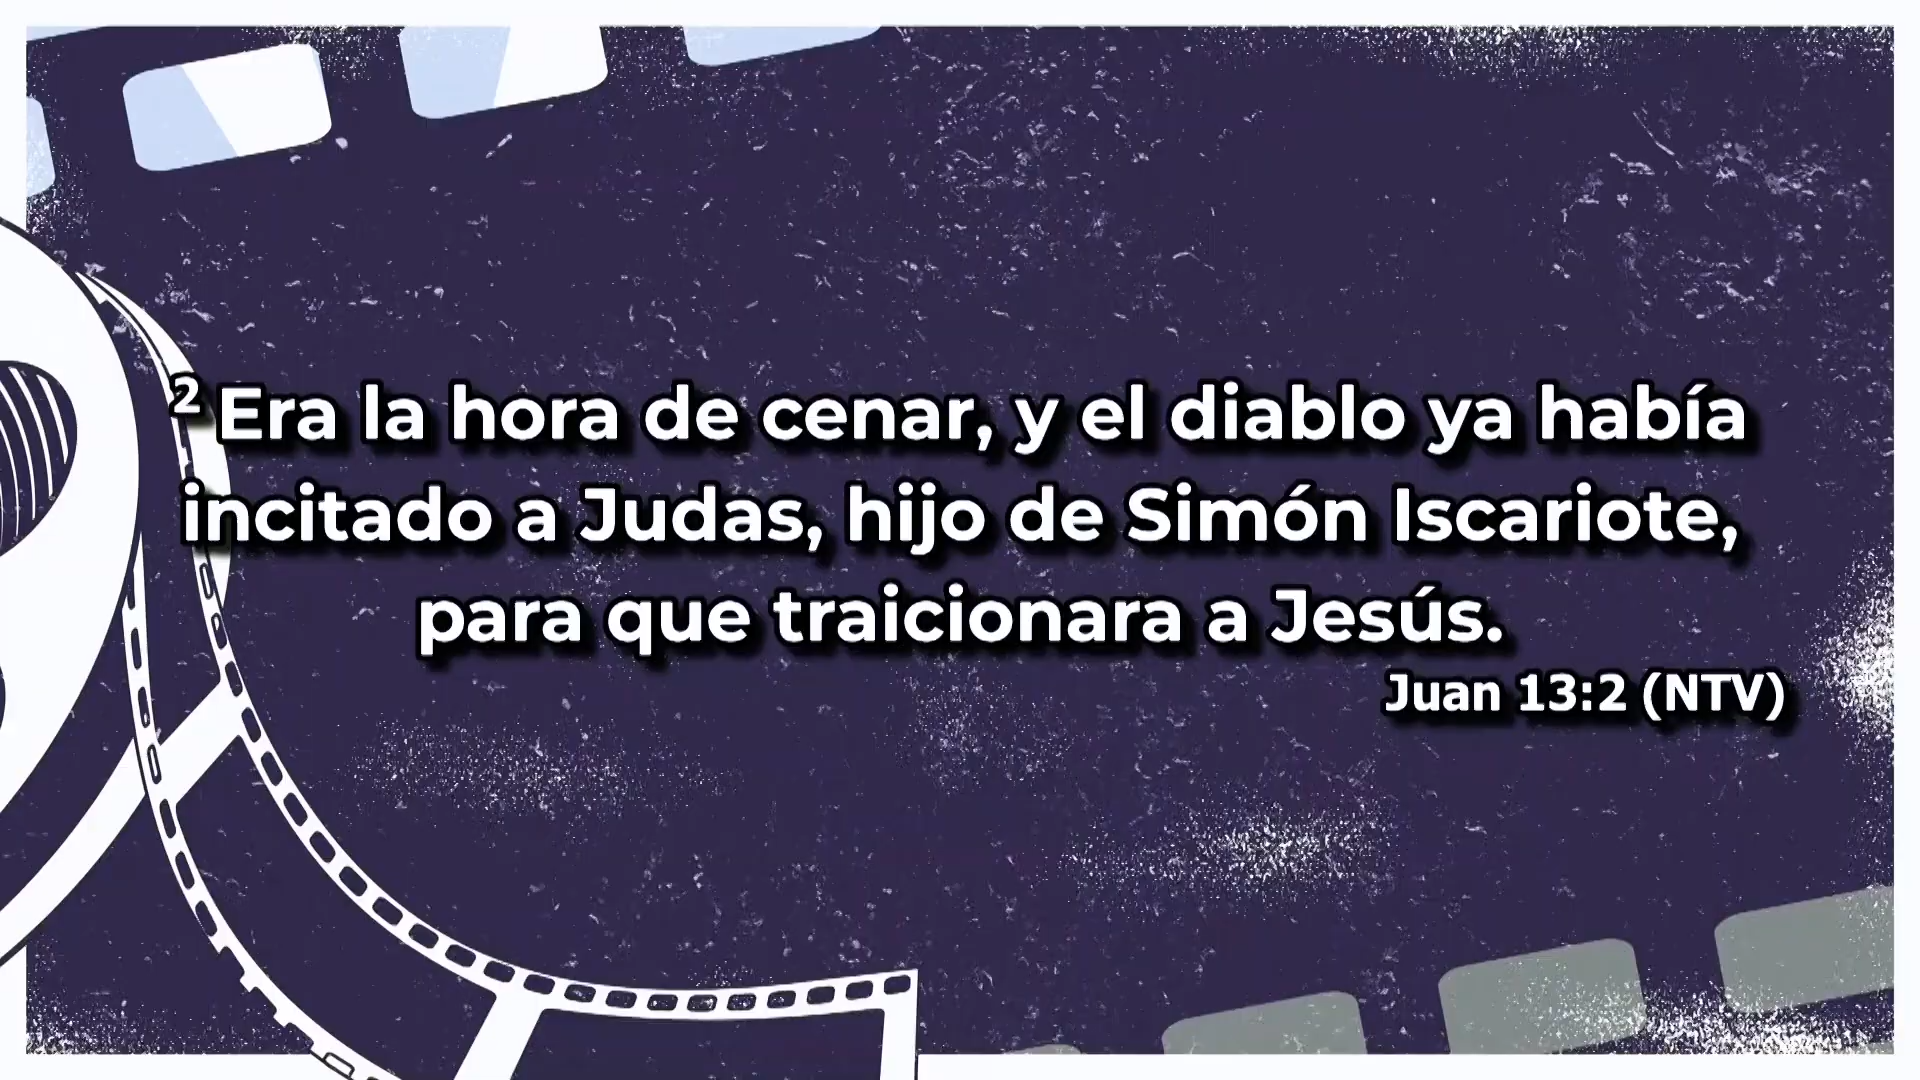 ² Era la hora de cenar, y el diablo ya había
incitado a Judas, hijo de Simón Iscariote,
para que traicionara a Jesús.
Juan 13:2 (NTV)